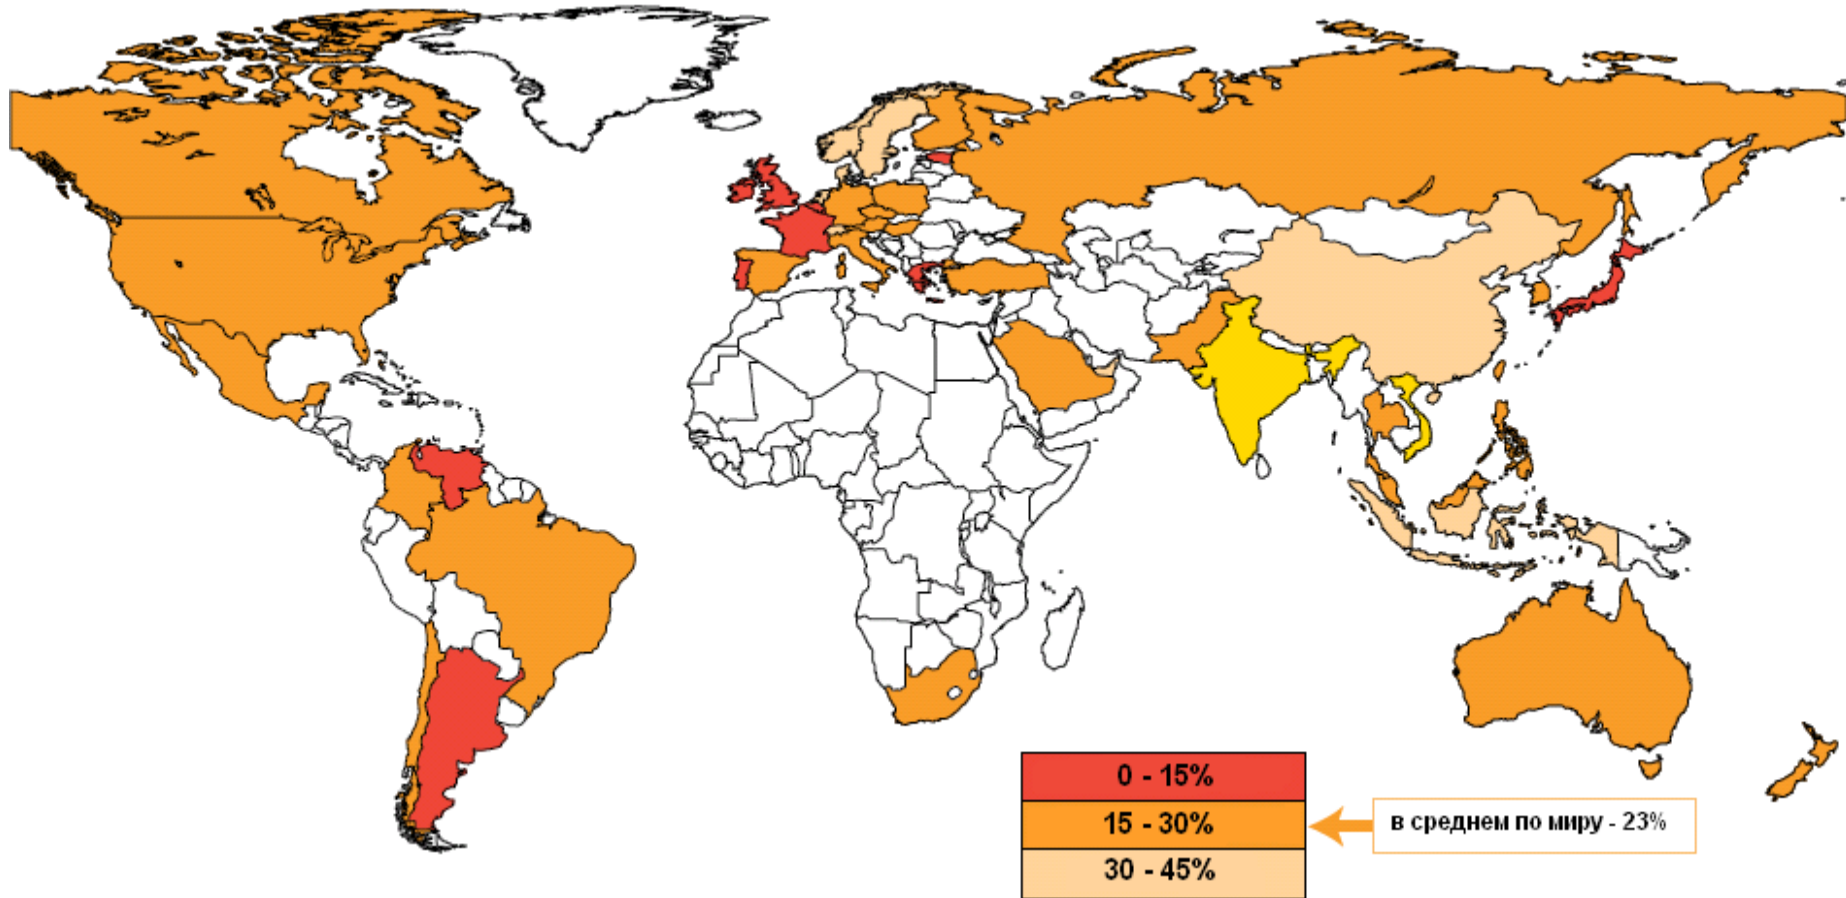 0 - 15%
15 - 30%
в среднем по миру - 23%
30 - 45%